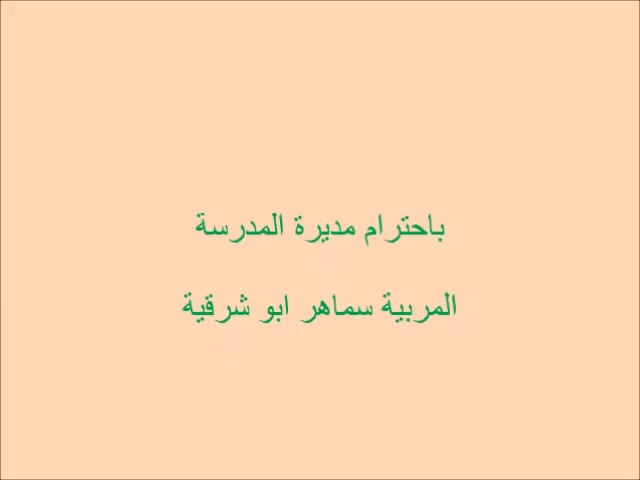 باحترام مديرة المدرسة
المربية سماهر ابو شرقية